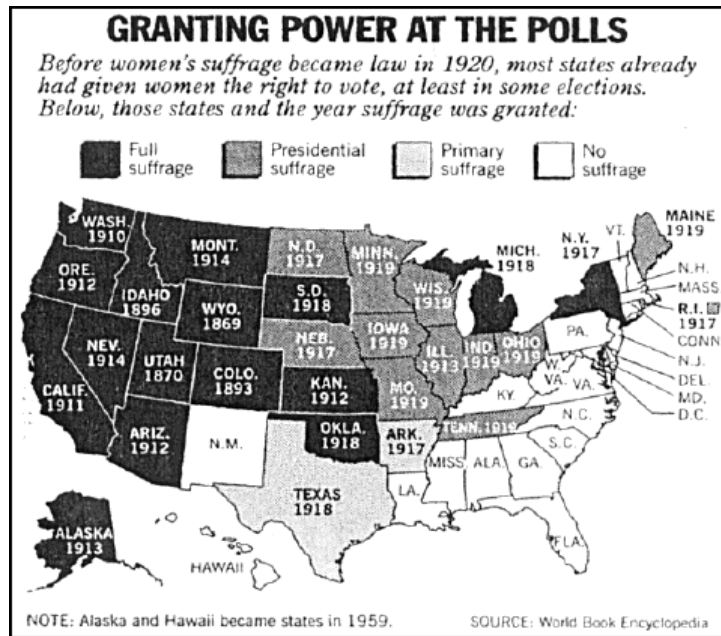 GRANTING POWER AT THE POLLS
Before women's suffrage became law in 1920, most states already
had given women the right to vote, at least in some elections.
Below, those states and the year suffrage was granted:
Full
suffrage
Presidential
suffrage
Primary
suffrage
No
suffrage
WASH.
1910
ORE.
1912
IDAHO
1896
MONT.
1914
WYO.
1869
NEV.
1914
UTAH
1870
COLO.
1893
CALIF.
1911
ARIZ.
1912
N.M.
N.D.
1917
S.D.
1918
NEB.
1917
KAN.
1912
OKLA.
1918
TEXAS
1918
MINN.
1919
IOWA
1919
MO.
1919
ARK.
1917
LA.
WIS.
1919
ILL.
1913
MICH.
1918
IND.
1919
OHIO
1919
KY.
TENN. 1919
MISS.
ALA.
GA.
FLA.
S.C.
N.C.
VA.
W.
VA.
PA.
N.Y.
1917
VT.
MAINE
1919
N.H.
MASS.
R.I.
1917
CONN
N.J.
DEL.
MD.
D.C.
ALASKA
1913
HAWAII
NOTE: Alaska and Hawaii became states in 1959.
SOURCE: World Book Encyclopedia